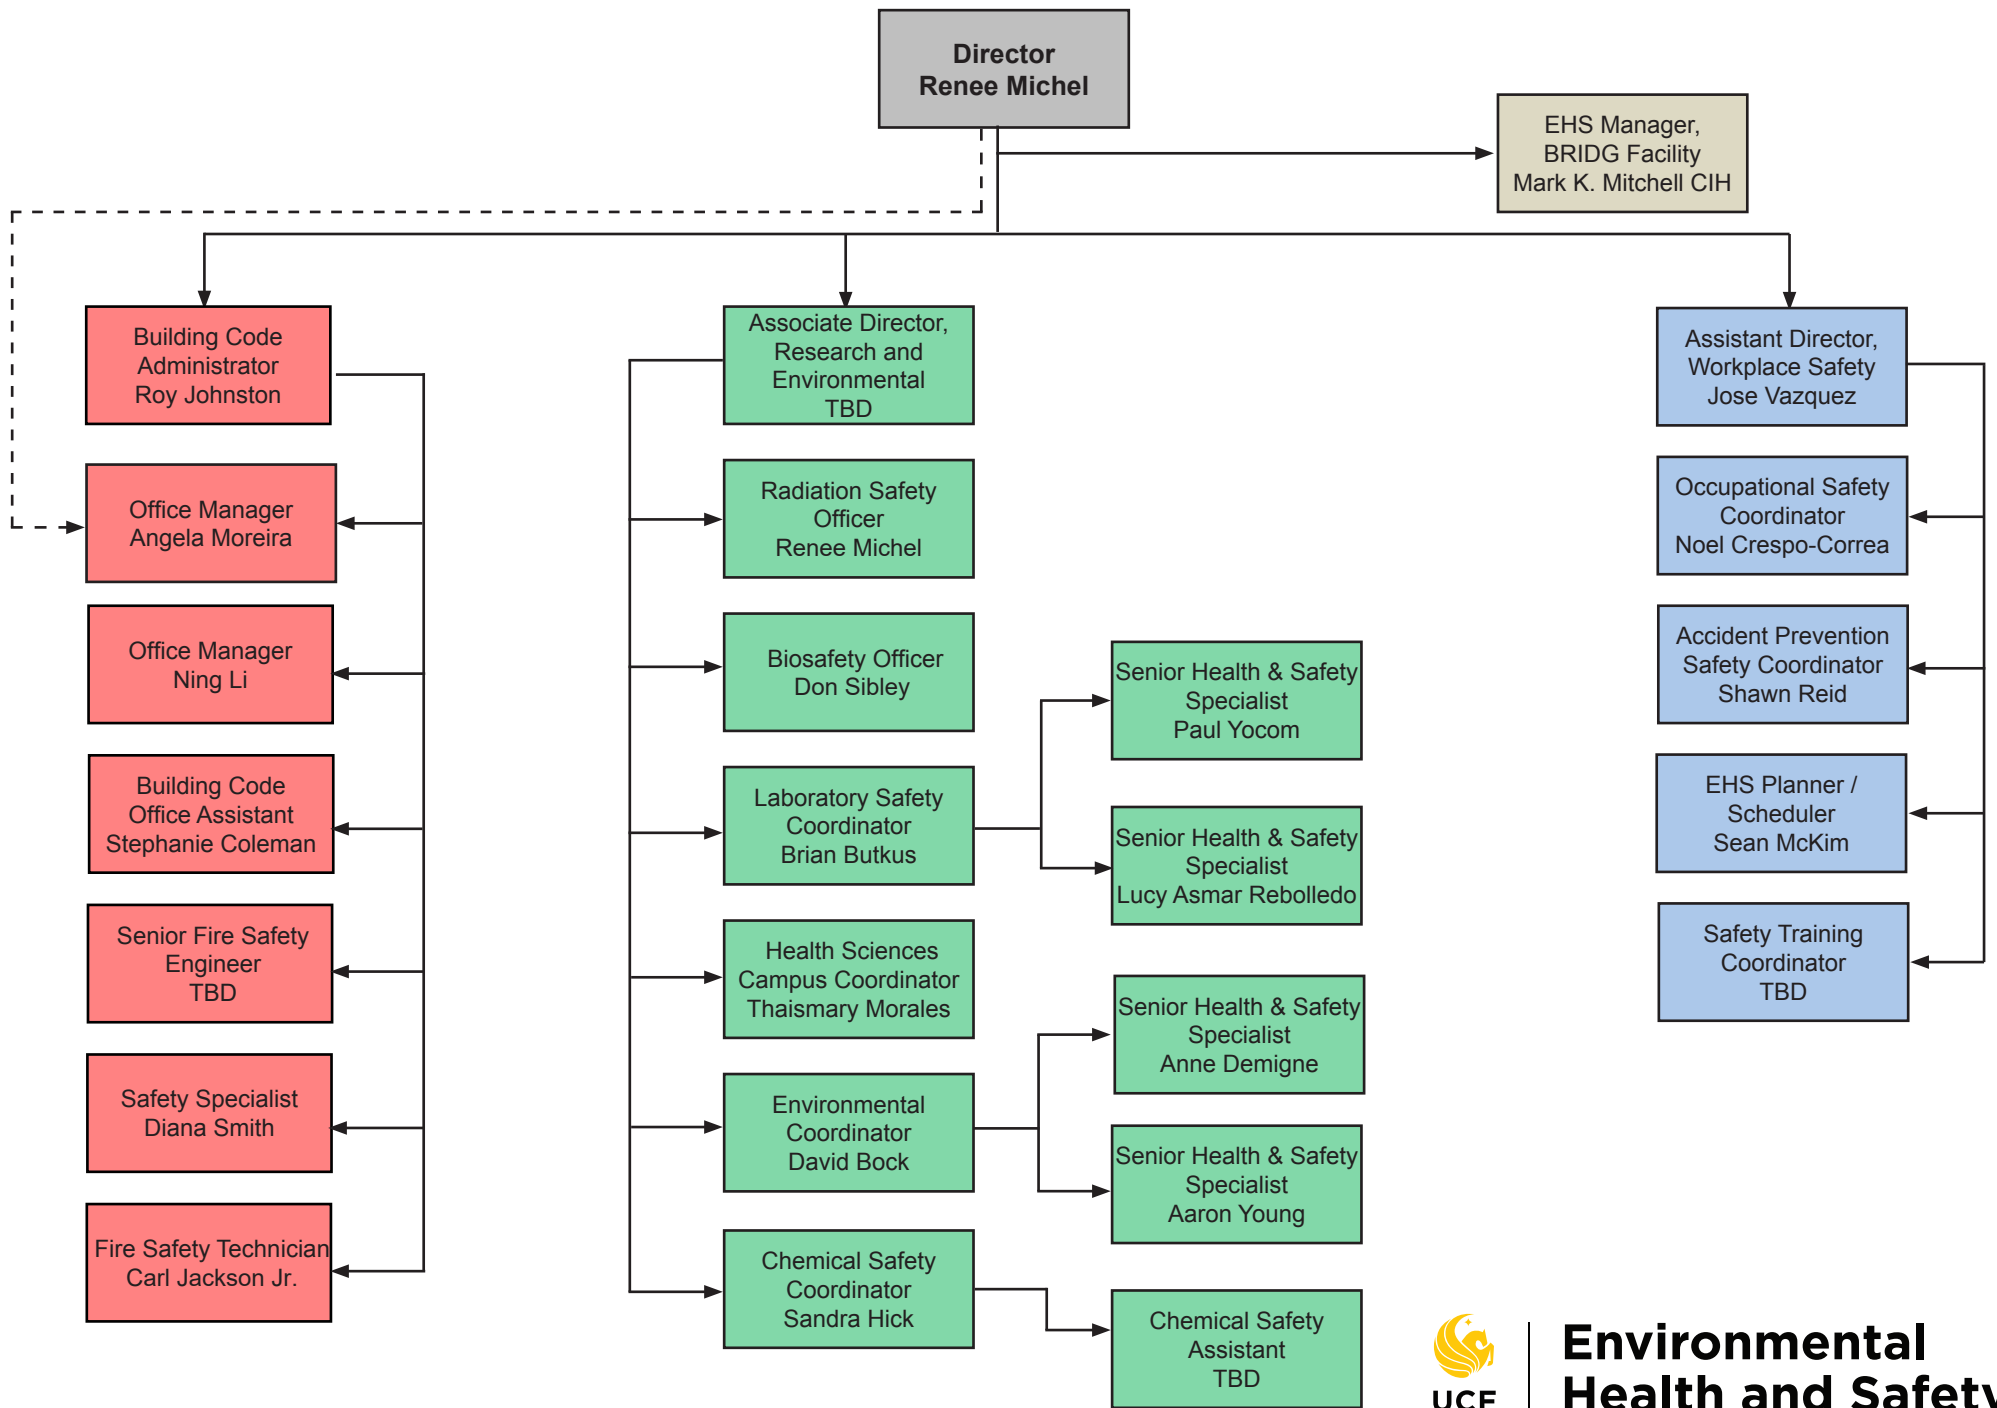 Director
Renee Michel
EHS Manager,
BRIDG Facility
Mark K. Mitchell CIH
Building Code
Administrator
Roy Johnston
Office Manager
Angela Moreira
Office Manager
Ning Li
Building Code
Office Assistant
Stephanie Coleman
Senior Fire Safety
Engineer
TBD
Safety Specialist
Diana Smith
Fire Safety Technician
Carl Jackson Jr.
Associate Director,
Research and
Environmental
TBD
Radiation Safety
Officer
Renee Michel
Biosafety Officer
Don Sibley
Laboratory Safety
Coordinator
Brian Butkus
Senior Health & Safety
Specialist
Paul Yocom
Senior Health & Safety
Specialist
Lucy Asmar Rebolledo
Health Sciences
Campus Coordinator
Thaismary Morales
Environmental
Coordinator
David Bock
Senior Health & Safety
Specialist
Anne Demigne
Senior Health & Safety
Specialist
Aaron Young
Chemical Safety
Coordinator
Sandra Hick
Chemical Safety
Assistant
TBD
Assistant Director,
Workplace Safety
Jose Vazquez
Occupational Safety
Coordinator
Noel Crespo-Correa
Accident Prevention
Safety Coordinator
Shawn Reid
EHS Planner /
Scheduler
Sean McKim
Safety Training
Coordinator
TBD
UCF
Environmental
Health and Safety